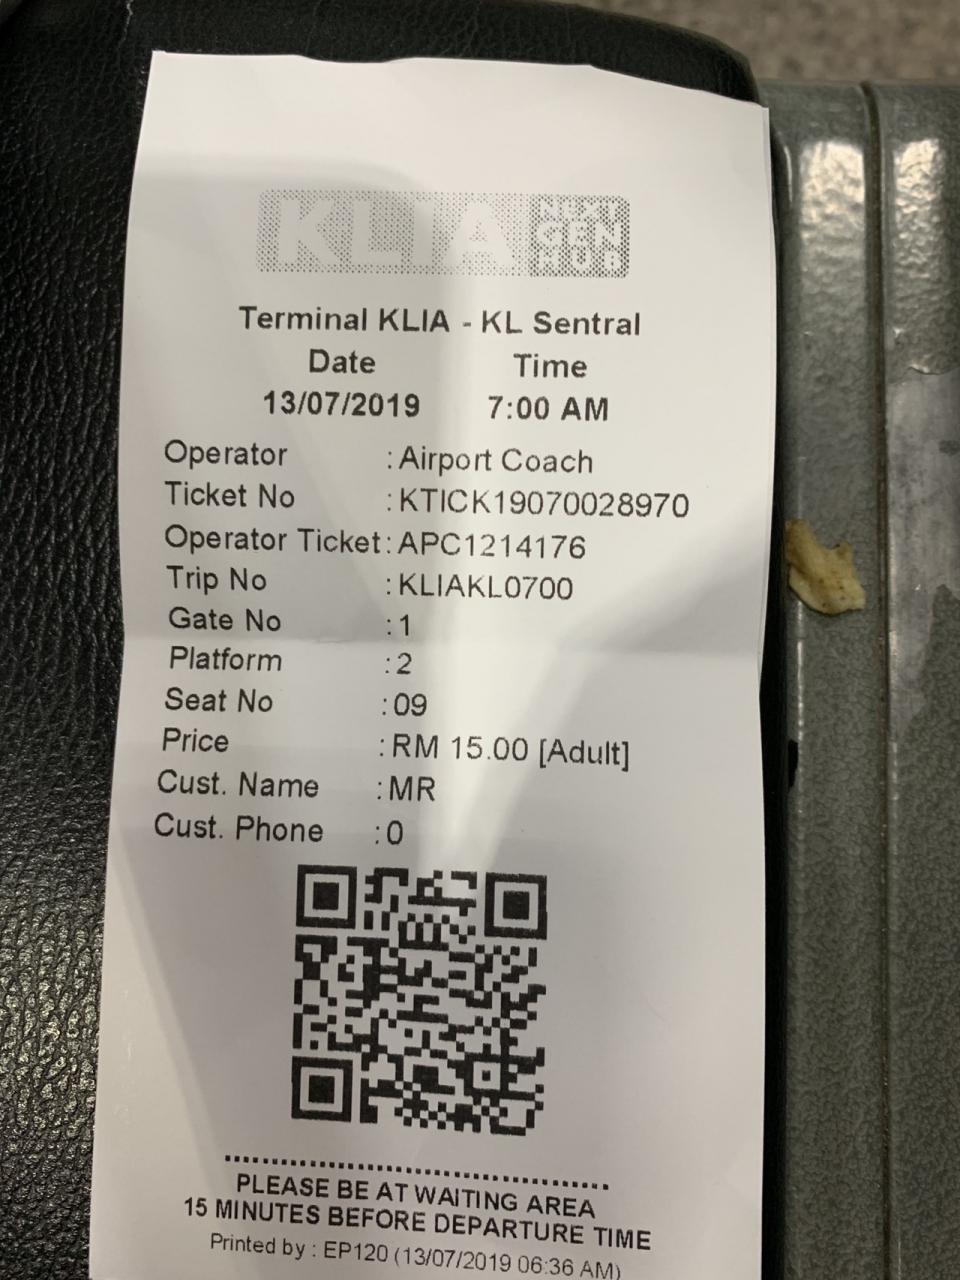 KLIA NEXT
GEN
HUB
Terminal KLIA - KL Sentral
Date Time
13/07/2019 7:00 AM
Operator : Airport Coach
Ticket No : KTICK19070028970
Operator Ticket : APC1214176
Trip No : KLIAKL0700
Gate No : 1
Platform : 2
Seat No : 09
Price : RM 15.00 [Adult]
Cust. Name : MR
Cust. Phone : 0
PLEASE BE AT WAITING AREA
15 MINUTES BEFORE DEPARTURE TIME
Printed by : EP120 (13/07/2019 06:36 AM)